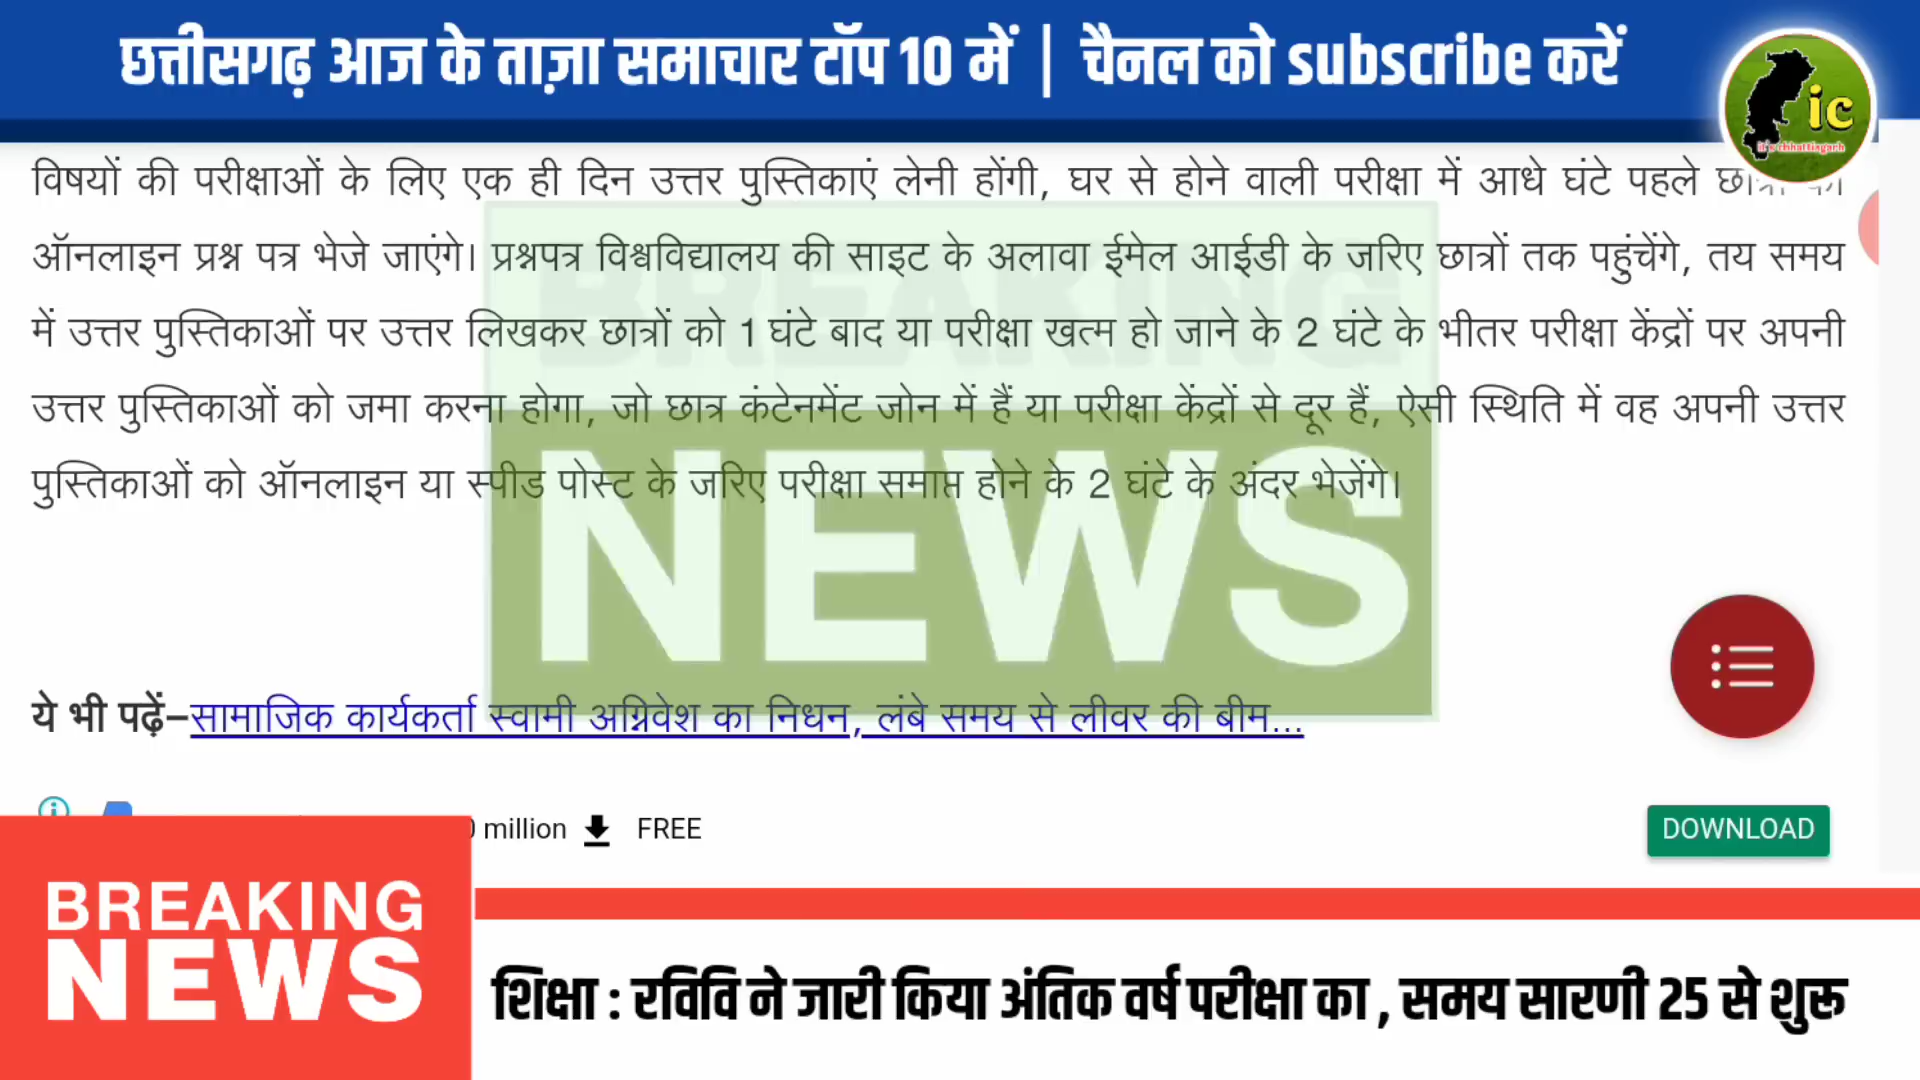 छत्तीसगढ़ आज के ताज़ा समाचार टॉप 10 में | चैनल को subscribe करें
ic
it's chhattisgarh
विषयों की परीक्षाओं के लिए एक ही दिन उत्तर पुस्तिकाएं लेनी होंगी, घर से होने वाली परीक्षा में आधे घंटे पहले
ऑनलाइन प्रश्न पत्र भेजे जाएंगे। प्रश्नपत्र विश्वविद्यालय की साइट के अलावा ईमेल आईडी के जरिए छात्रों तक पहुंचेंगे, तय समय
में उत्तर पुस्तिकाओं पर उत्तर लिखकर छात्रों को 1 घंटे बाद या परीक्षा खत्म हो जाने के 2 घंटे के भीतर परीक्षा केंद्रों पर अपनी
उत्तर पुस्तिकाओं को जमा करना होगा, जो छात्र कंटेनमेंट जोन में हैं या परीक्षा केंद्रों से दूर हैं, ऐसी स्थिति में वह अपनी उत्तर
पुस्तिकाओं को ऑनलाइन या स्पीड पोस्ट के जरिए परीक्षा समाप्त होने के 2 घंटे के अंदर भेजेंगे।
BREAKING
NEWS
ये भी पढ़ें–सामाजिक कार्यकर्ता स्वामी अग्निवेश का निधन, लंबे समय से लीवर की बीम...
million FREE
DOWNLOAD
BREAKING
NEWS
शिक्षा : रविवि ने जारी किया अंतिक वर्ष परीक्षा का , समय सारणी 25 से शुरू